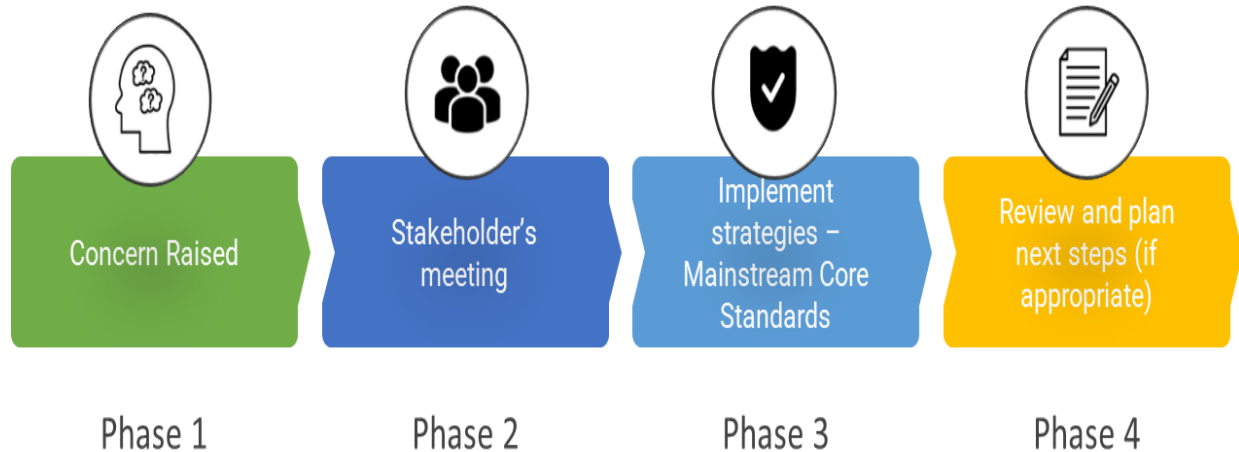 Concern Raised
Stakeholder’s
meeting
Implement
strategies –
Mainstream Core
Standards
Review and plan
next steps (if
appropriate)
Phase 1
Phase 2
Phase 3
Phase 4